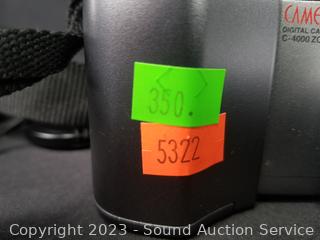 CAME
DIGITAL CA
C-4000 ZO
350.
5322
Copyright 2023 - Sound Auction Service